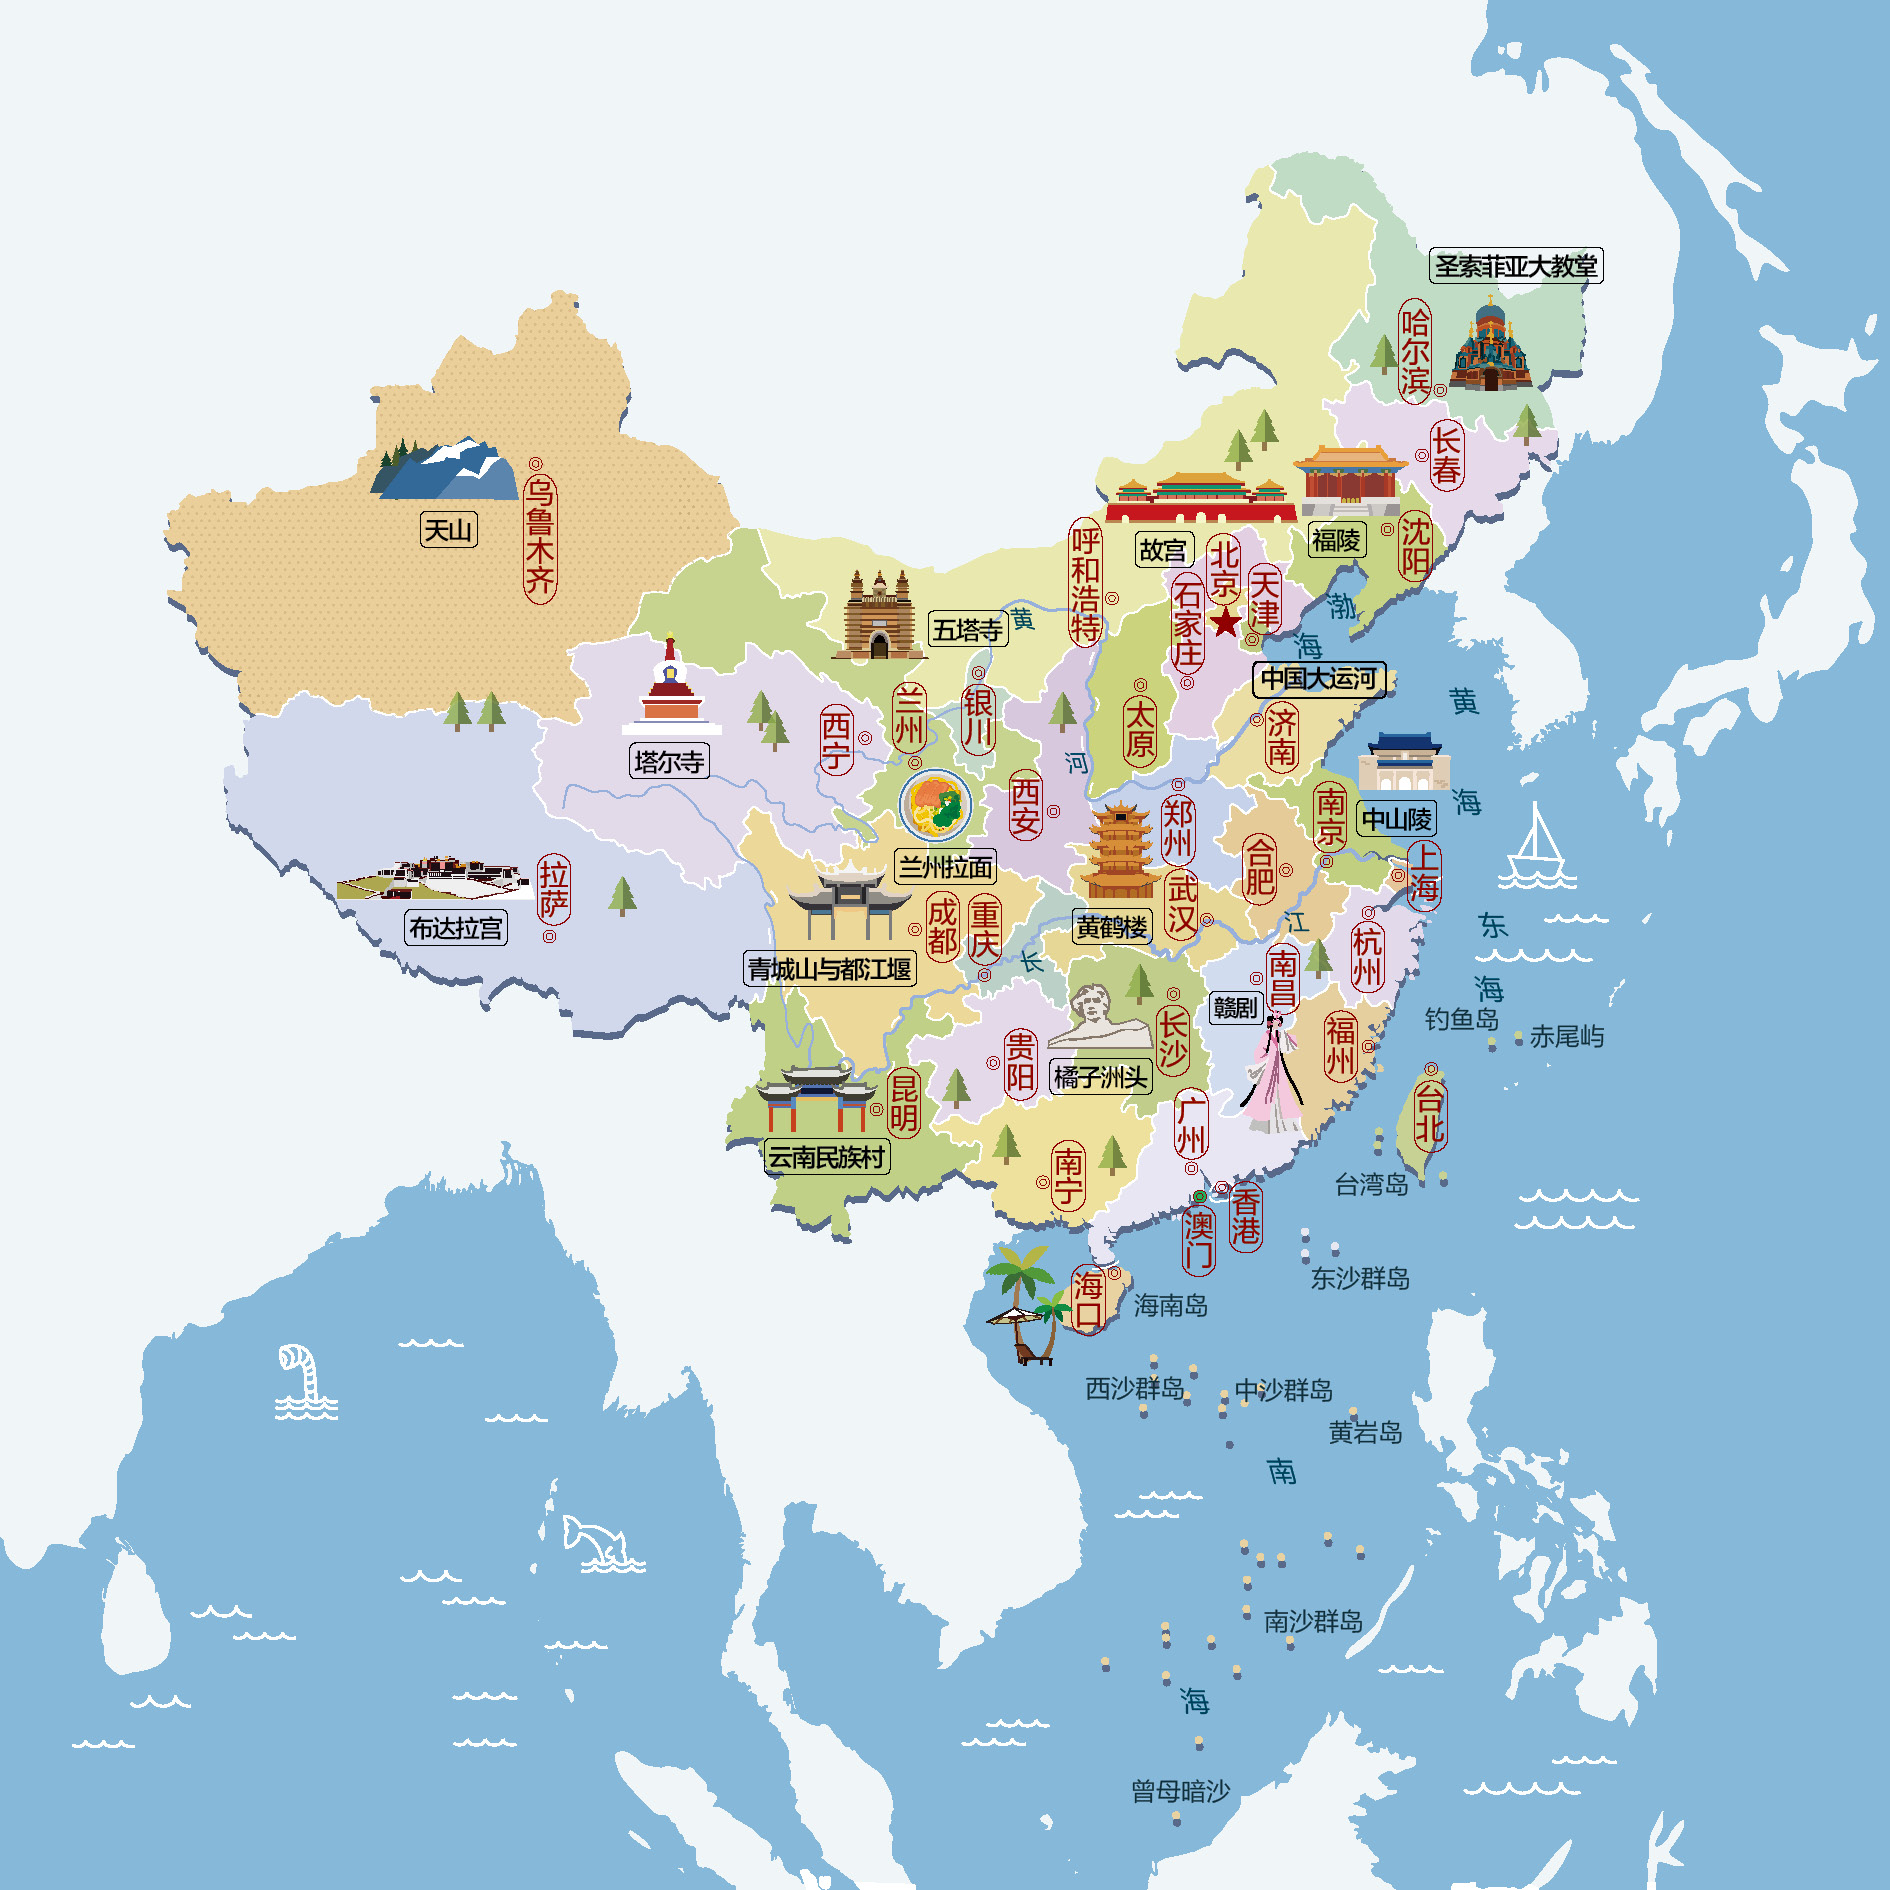 圣索菲亚大教堂
哈尔滨
长春
天山
乌鲁木齐
呼和浩特
故宫
福陵
沈阳
北京
天津
石家庄
渤
海
五塔寺
黄
河
中国大运河
塔尔寺
西宁
兰州
银川
太原
济南
黄
海
兰州拉面
西安
郑州
南京
中山陵
合肥
上海
布达拉宫
拉萨
青城山与都江堰
成都
重庆
黄鹤楼
武汉
长
江
杭州
东
海
钓鱼岛
赤尾屿
南昌
赣剧
橘子洲头
长沙
贵阳
福州
云南民族村
昆明
广州
南宁
台北
台湾岛
香港
澳门
东沙群岛
海口
海南岛
西沙群岛
中沙群岛
黄岩岛
南
海
南沙群岛
曾母暗沙